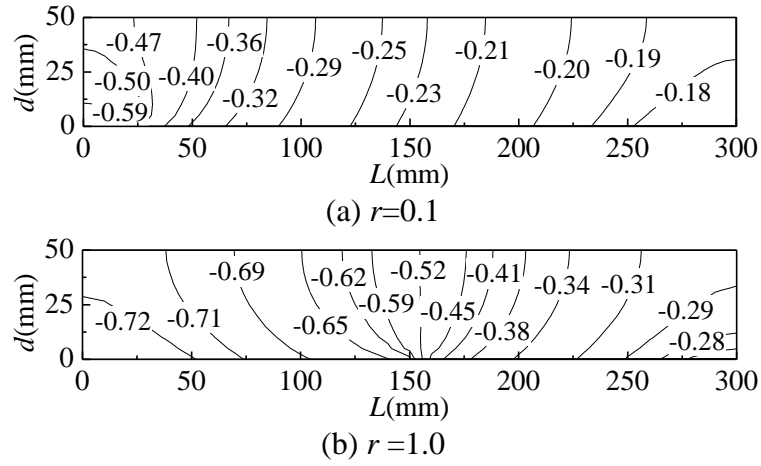 50
-0.47 -0.36 -0.25 -0.21 -0.19
d(mm) 25 -0.50 -0.40 -0.29 -0.20
-0.59 -0.32 -0.23 -0.18
0
0 50 100 150 200 250 300
L(mm)
(a) r=0.1
50
-0.69 -0.62 -0.52 -0.41 -0.31
d(mm) 25 -0.59 -0.45 -0.34 -0.29
-0.72 -0.71 -0.65 -0.38 -0.28
0
0 50 100 150 200 250 300
L(mm)
(b) r =1.0